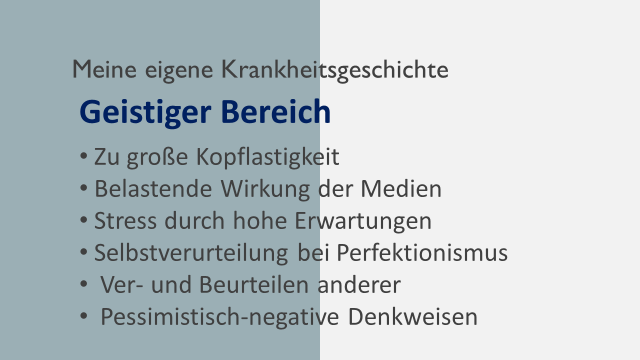 Meine eigene Krankheitsgeschichte
Geistiger Bereich
• Zu große Kopflastigkeit
• Belastende Wirkung der Medien
• Stress durch hohe Erwartungen
• Selbstverurteilung bei Perfektionismus
• Ver- und Beurteilen anderer
• Pessimistisch-negative Denkweisen